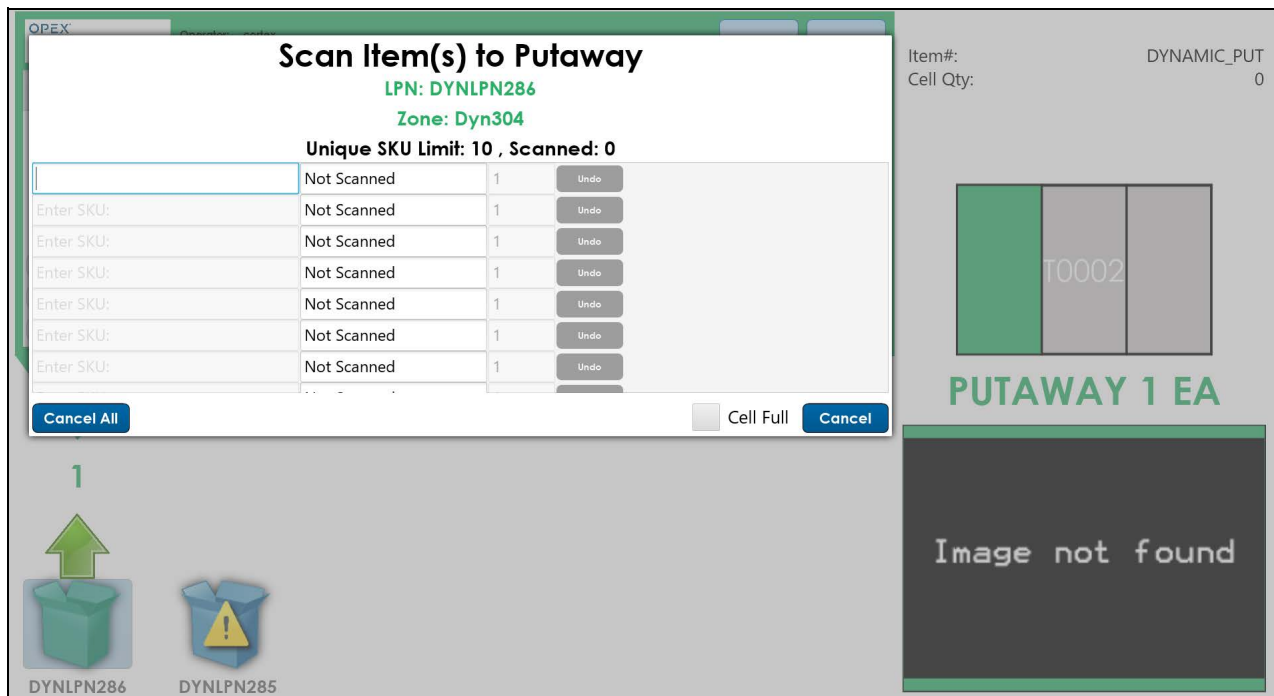 OPEX
Operator: cortex
Scan Item(s) to Putaway
LPN: DYNLPN286
Zone: Dyn304
Unique SKU Limit: 10 , Scanned: 0
Not Scanned 1 Undo
Enter SKU: Not Scanned 1 Undo
Enter SKU: Not Scanned 1 Undo
Enter SKU: Not Scanned 1 Undo
Enter SKU: Not Scanned 1 Undo
Enter SKU: Not Scanned 1 Undo
Enter SKU: Not Scanned 1 Undo
Cancel All Cell Full Cancel
Item#: DYNAMIC_PUT
Cell Qty: 0
T0002
PUTAWAY 1 EA
Image not found
1
DYNLPN286 DYNLPN285